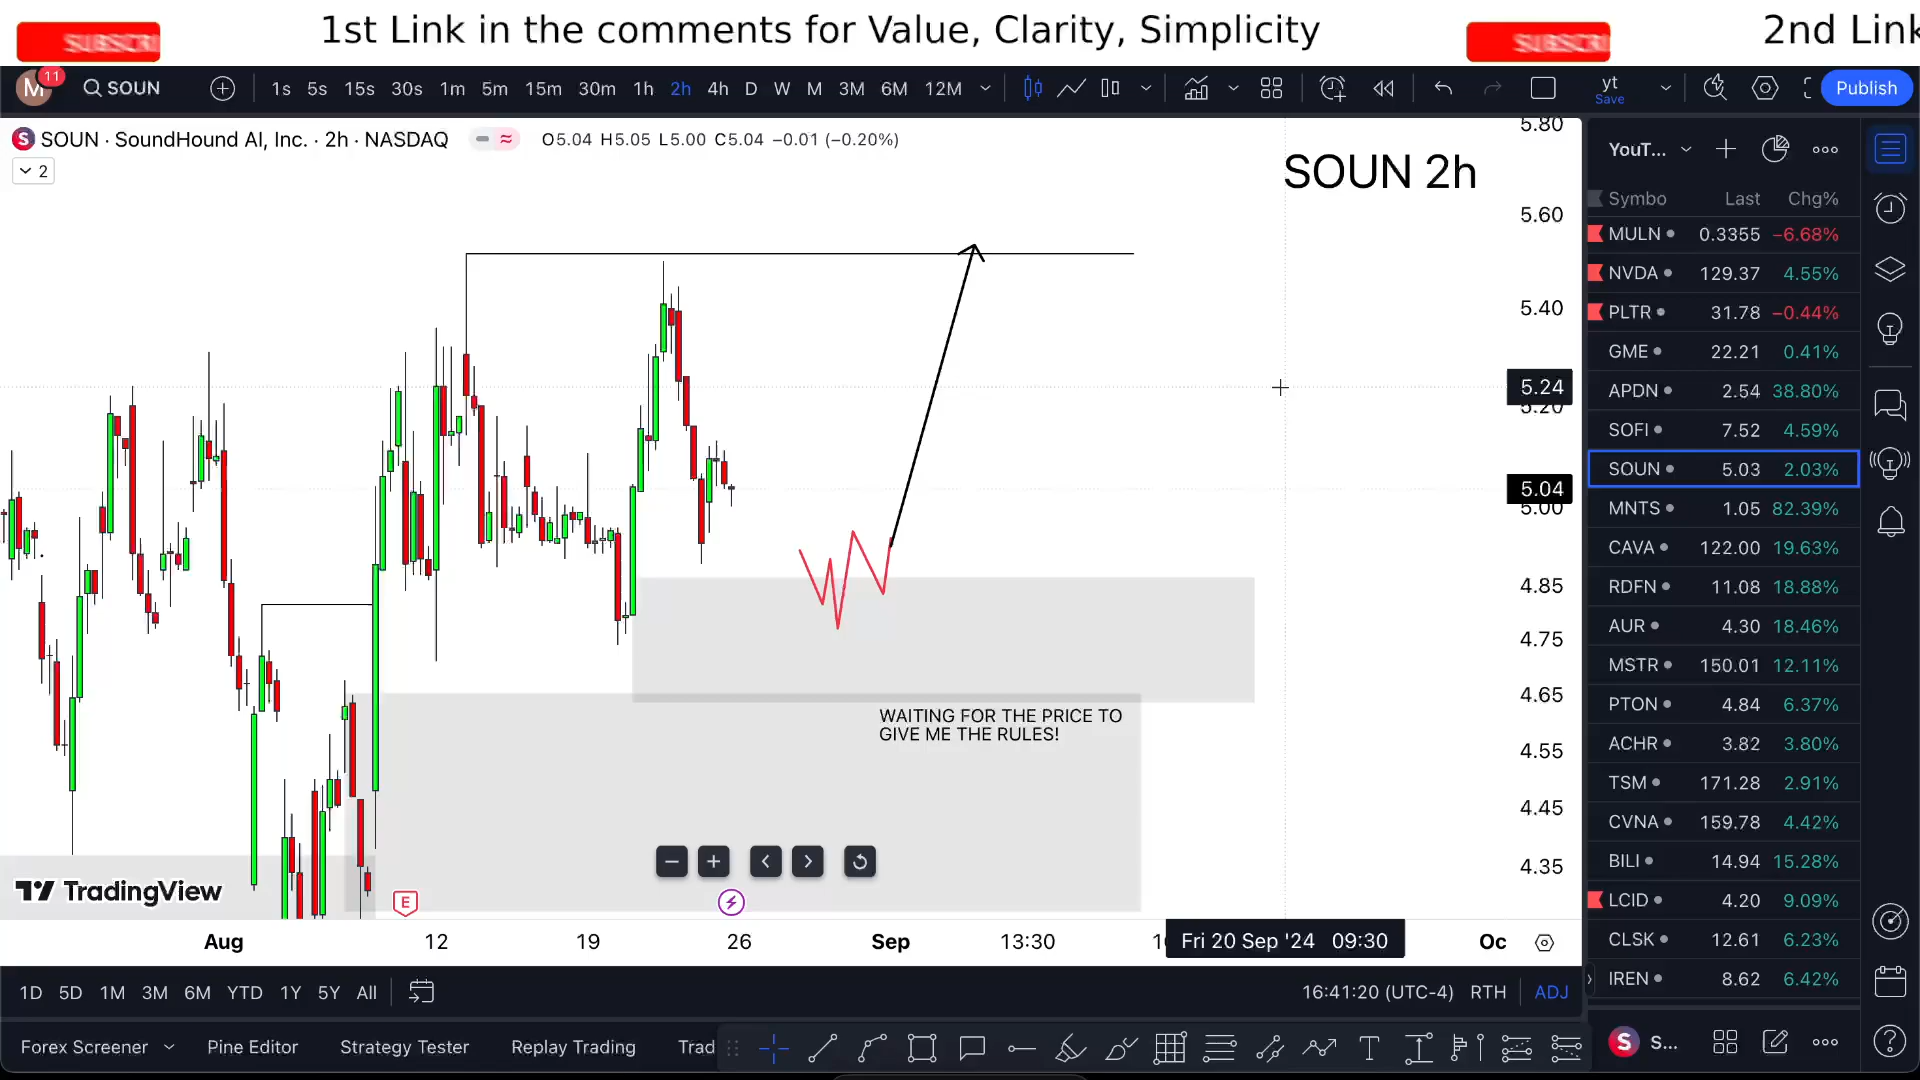 1st Link in the comments for Value, Clarity, Simplicity
2nd Link
M 11 SOUN 1s 5s 15s 30s 1m 5m 15m 30m 1h 2h 4h D W M 3M 6M 12M yt Save Publish
SOUN · SoundHound AI, Inc. · 2h · NASDAQ O5.04 H5.05 L5.00 C5.04 −0.01 (−0.20%)
2
SOUN 2h
5.80
5.60
5.40
5.24
5.20
5.04
5.00
4.85
4.75
4.65
4.55
4.45
4.35
WAITING FOR THE PRICE TO
GIVE ME THE RULES!
TradingView
E
Aug 12 19 26 Sep 13:30 Fri 20 Sep '24 09:30 Oc
1D 5D 1M 3M 6M YTD 1Y 5Y All 16:41:20 (UTC-4) RTH ADJ
Forex Screener Pine Editor Strategy Tester Replay Trading Trad
YouT...
Symbo Last Chg%
MULN 0.3355 −6.68%
NVDA 129.37 4.55%
PLTR 31.78 −0.44%
GME 22.21 0.41%
APDN 2.54 38.80%
SOFI 7.52 4.59%
SOUN 5.03 2.03%
MNTS 1.05 82.39%
CAVA 122.00 19.63%
RDFN 11.08 18.88%
AUR 4.30 18.46%
MSTR 150.01 12.11%
PTON 4.84 6.37%
ACHR 3.82 3.80%
TSM 171.28 2.91%
CVNA 159.78 4.42%
BILI 14.94 15.28%
LCID 4.20 9.09%
CLSK 12.61 6.23%
IREN 8.62 6.42%
S S...